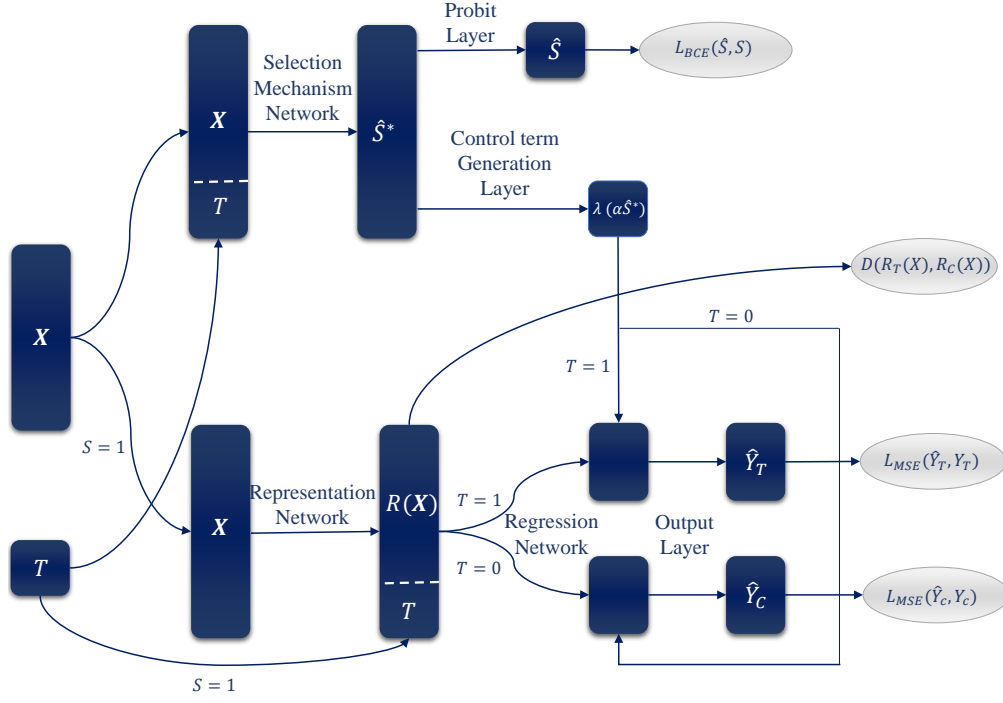 Probit
Layer
Ŝ
L_BCE(Ŝ, S)
X
T
Selection
Mechanism
Network
Ŝ*
Control term
Generation
Layer
λ (αŜ*)
D(R_T(X), R_C(X))
X
T = 0
T = 1
S = 1
X
Representation
Network
R(X)
T
T = 1
T = 0
Regression
Network
Ŷ_T
L_MSE(Ŷ_T, Y_T)
Output
Layer
Ŷ_C
L_MSE(Ŷ_c, Y_c)
T
S = 1